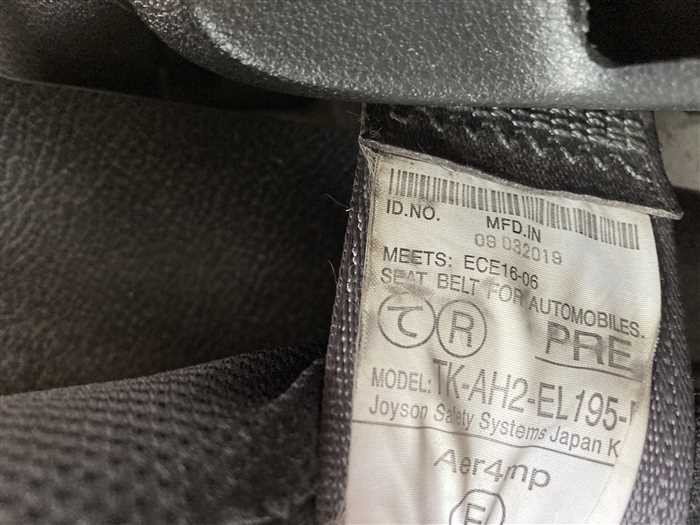 ID.NO. MFD.IN
09 032019
MEETS: ECE16-06
SEAT BELT FOR AUTOMOBILES.
て R PRE
MODEL: TK-AH2-EL195-
Joyson Safety Systems Japan K
Aer4mp
E